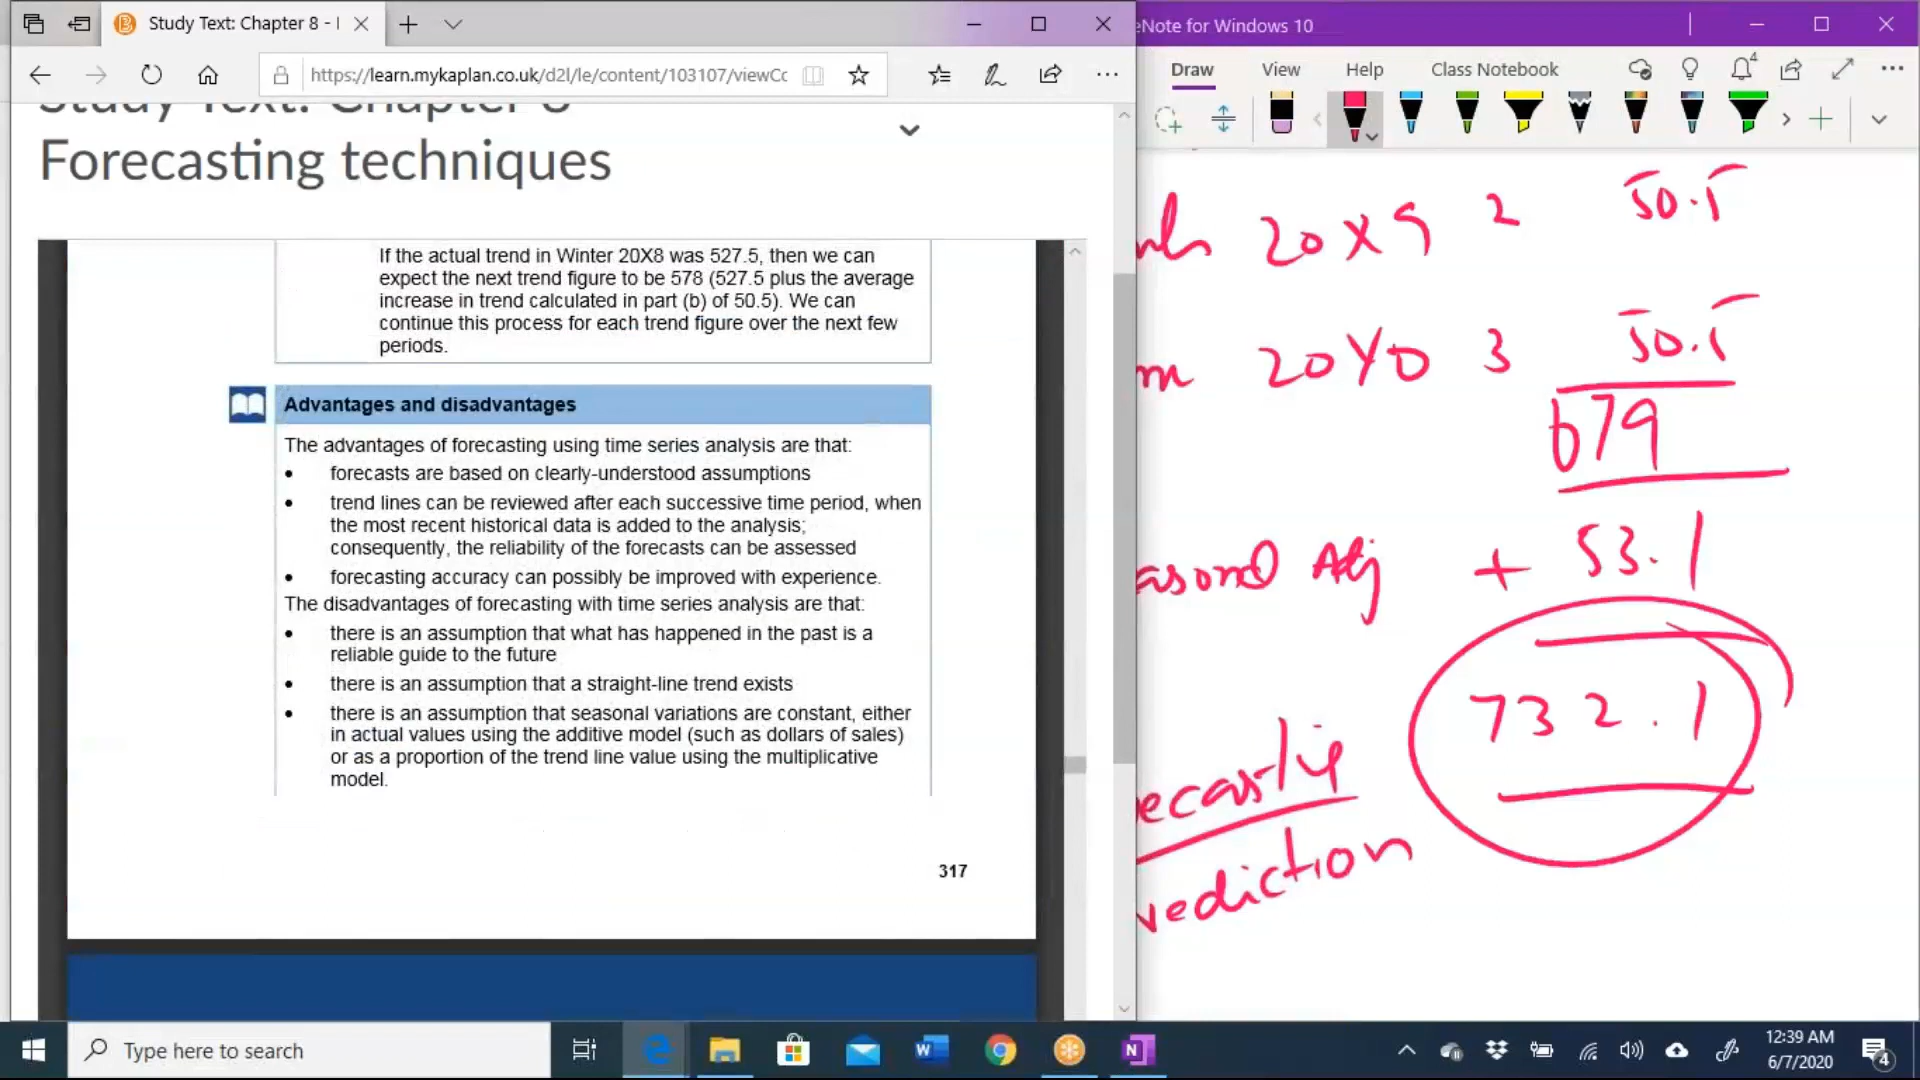 Study Text: Chapter 8 - I
https://learn.mykaplan.co.uk/d2l/le/content/103107/viewCc
Study Text: Chapter 8
Forecasting techniques
If the actual trend in Winter 20X8 was 527.5, then we can
expect the next trend figure to be 578 (527.5 plus the average
increase in trend calculated in part (b) of 50.5). We can
continue this process for each trend figure over the next few
periods.
Advantages and disadvantages
The advantages of forecasting using time series analysis are that:
• forecasts are based on clearly-understood assumptions
• trend lines can be reviewed after each successive time period, when
the most recent historical data is added to the analysis;
consequently, the reliability of the forecasts can be assessed
• forecasting accuracy can possibly be improved with experience.
The disadvantages of forecasting with time series analysis are that:
• there is an assumption that what has happened in the past is a
reliable guide to the future
• there is an assumption that a straight-line trend exists
• there is an assumption that seasonal variations are constant, either
in actual values using the additive model (such as dollars of sales)
or as a proportion of the trend line value using the multiplicative
model.
317
eNote for Windows 10
Draw View Help Class Notebook
4
20X9 2 50.5
20Y0 3 50.5
679
asonal Adj + 53.1
732.1
ecastig
rediction
Type here to search
12:39 AM
6/7/2020
4